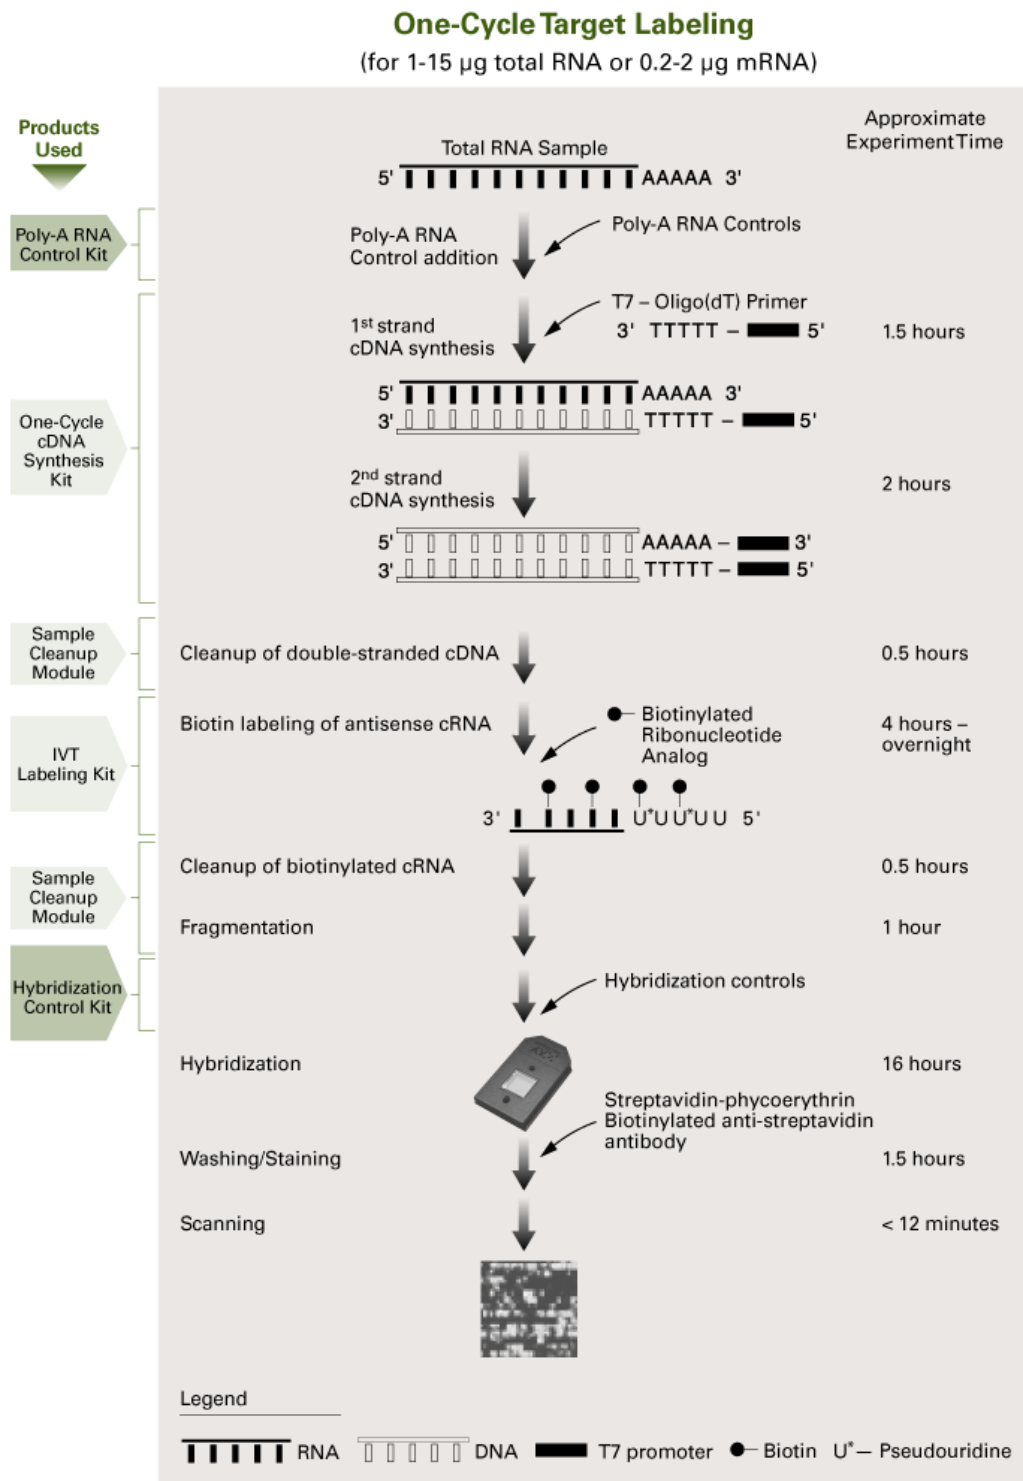 One-Cycle Target Labeling
(for 1-15 µg total RNA or 0.2-2 µg mRNA)
Products
Used
Approximate
Experiment Time
Total RNA Sample
5' AAAAA 3'
Poly-A RNA
Control Kit
Poly-A RNA
Control addition
Poly-A RNA Controls
T7 – Oligo(dT) Primer
3' TTTTT – 5'
1st strand
cDNA synthesis
1.5 hours
5' AAAAA 3'
3' TTTTT – 5'
One-Cycle
cDNA
Synthesis
Kit
2nd strand
cDNA synthesis
2 hours
5' AAAAA – 3'
3' TTTTT – 5'
Sample
Cleanup
Module
Cleanup of double-stranded cDNA
0.5 hours
IVT
Labeling Kit
Biotin labeling of antisense cRNA
Biotinylated
Ribonucleotide
Analog
4 hours –
overnight
3' U*U U*U U 5'
Sample
Cleanup
Module
Cleanup of biotinylated cRNA
0.5 hours
Fragmentation
1 hour
Hybridization
Control Kit
Hybridization controls
Hybridization
16 hours
Streptavidin-phycoerythrin
Biotinylated anti-streptavidin
antibody
Washing/Staining
1.5 hours
Scanning
< 12 minutes
Legend
RNA DNA T7 promoter Biotin U*– Pseudouridine